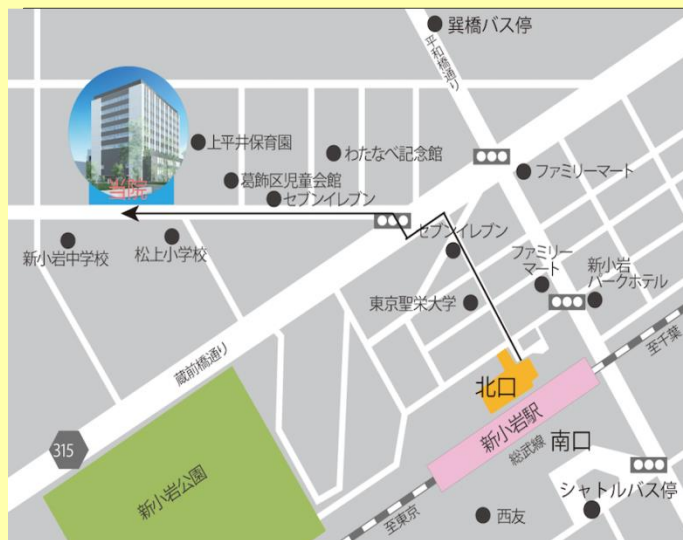 巽橋バス停
平和橋通り
上平井保育園
わたなべ記念館
ファミリーマート
葛飾区児童会館
セブンイレブン
当院
新小岩中学校
松上小学校
セブンイレブン
ファミリー
マート
新小岩
パークホテル
東京聖栄大学
蔵前橋通り
至千葉
北口
新小岩駅
総武線
南口
315
新小岩公園
シャトルバス停
西友
至東京